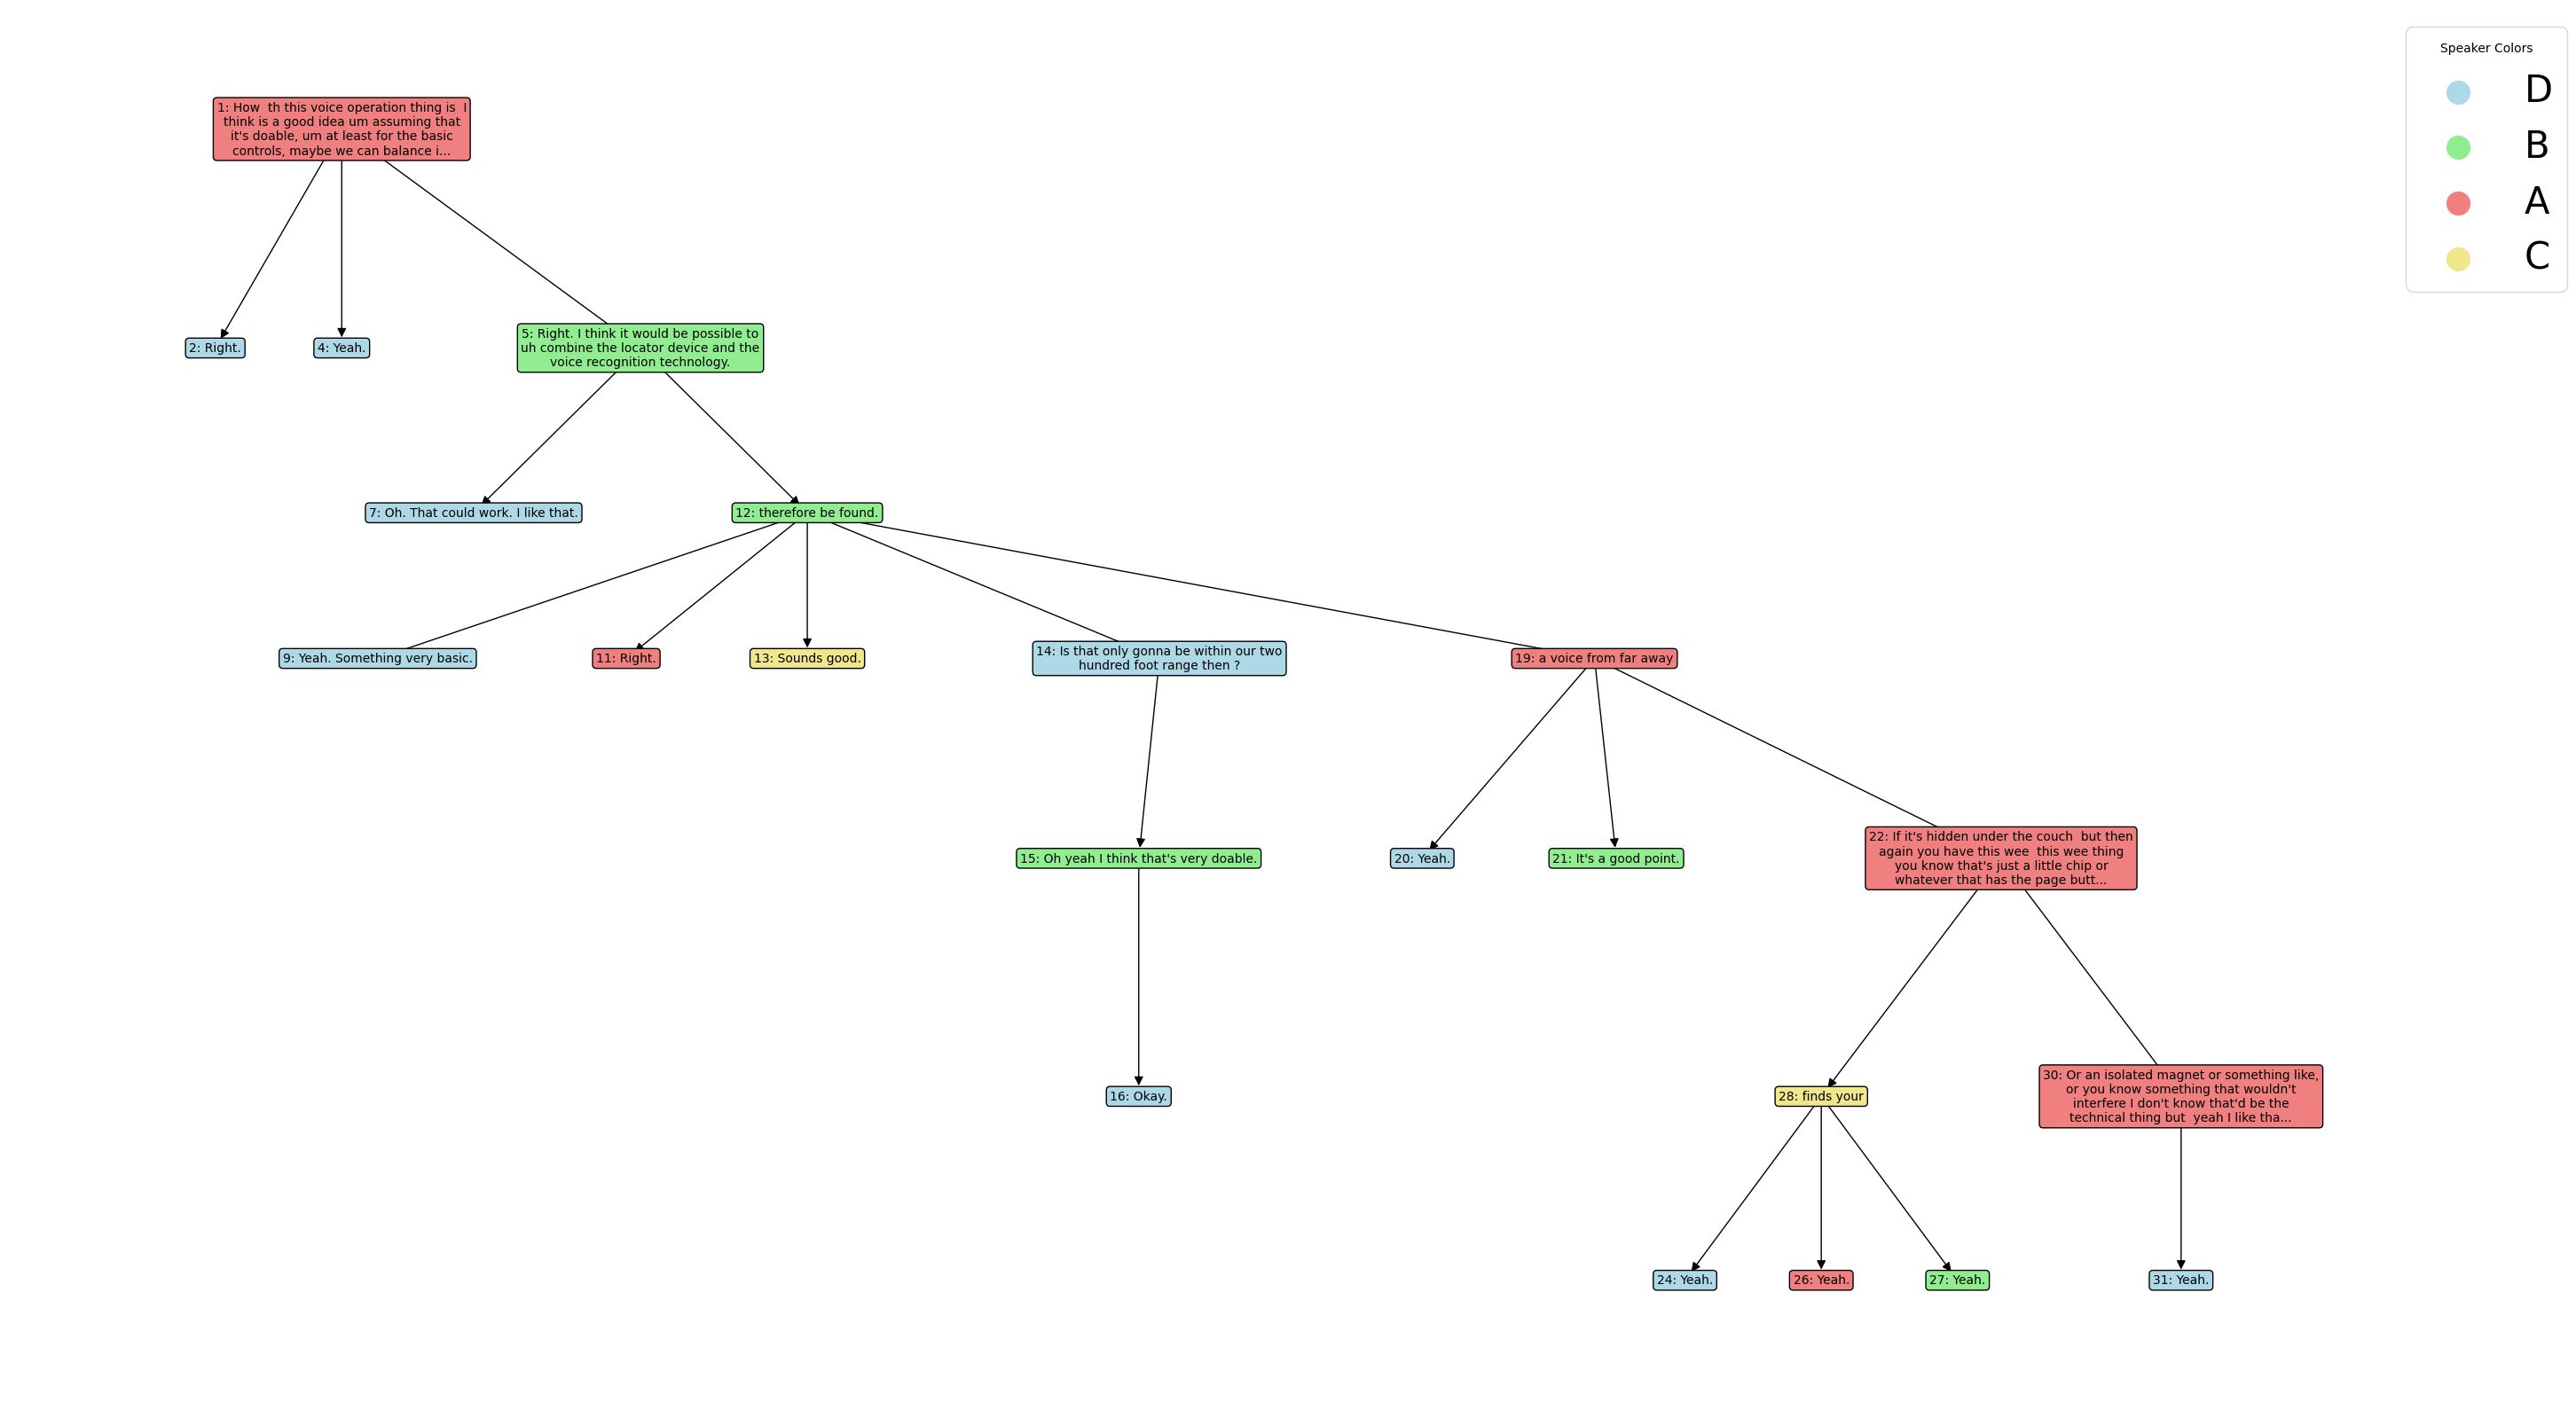 Speaker Colors
D
B
A
C
1: How  th this voice operation thing is  I
think is a good idea um assuming that
it's doable, um at least for the basic
controls, maybe we can balance i...
2: Right.
4: Yeah.
5: Right. I think it would be possible to
uh combine the locator device and the
voice recognition technology.
7: Oh. That could work. I like that.
12: therefore be found.
9: Yeah. Something very basic.
11: Right.
13: Sounds good.
14: Is that only gonna be within our two
hundred foot range then ?
19: a voice from far away
15: Oh yeah I think that's very doable.
20: Yeah.
21: It's a good point.
22: If it's hidden under the couch  but then
again you have this wee  this wee thing
you know that's just a little chip or
whatever that has the page butt...
16: Okay.
28: finds your
30: Or an isolated magnet or something like,
or you know something that wouldn't
interfere I don't know that'd be the
technical thing but  yeah I like tha...
24: Yeah.
26: Yeah.
27: Yeah.
31: Yeah.